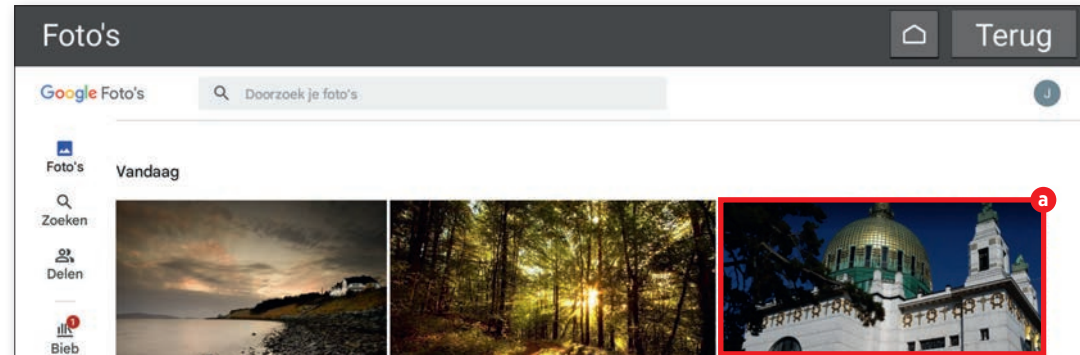 Foto's
Terug
Google Foto's
Doorzoek je foto's
J
Foto's
Vandaag
a
Zoeken
Delen
1
Bieb